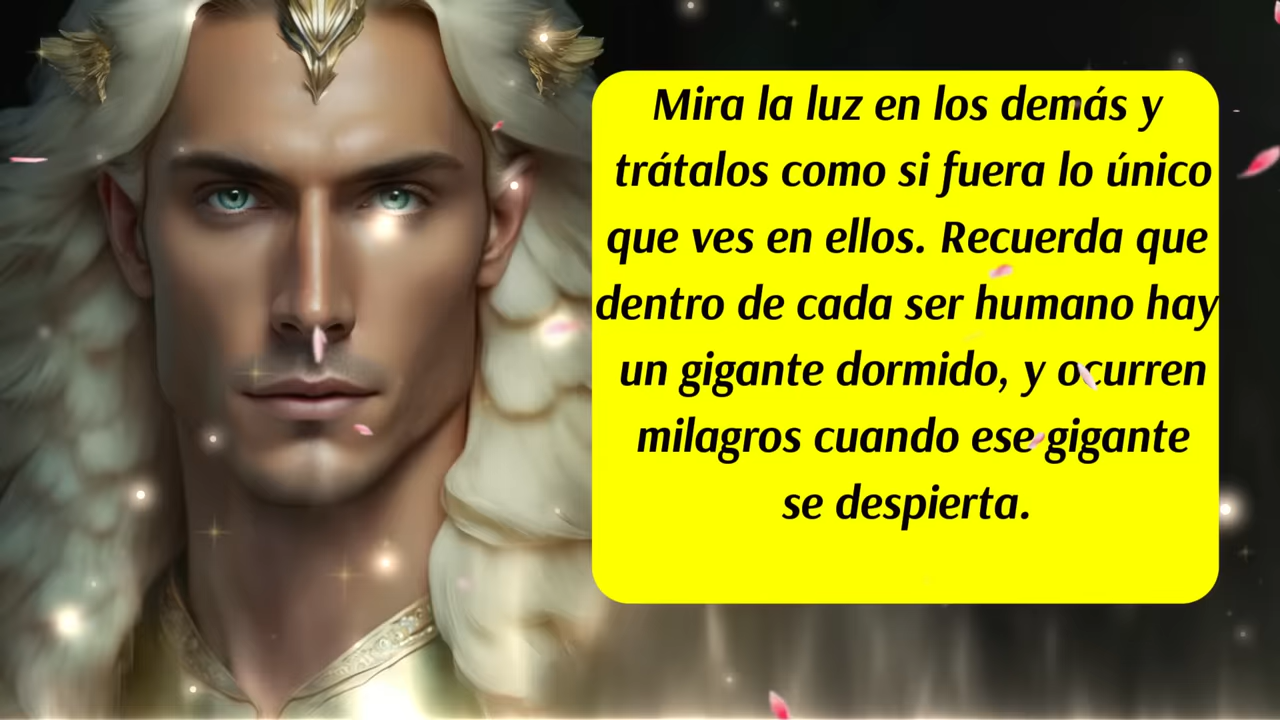 Mira la luz en los demás y
trátalos como si fuera lo único
que ves en ellos. Recuerda que
dentro de cada ser humano hay
un gigante dormido, y ocurren
milagros cuando ese gigante
se despierta.